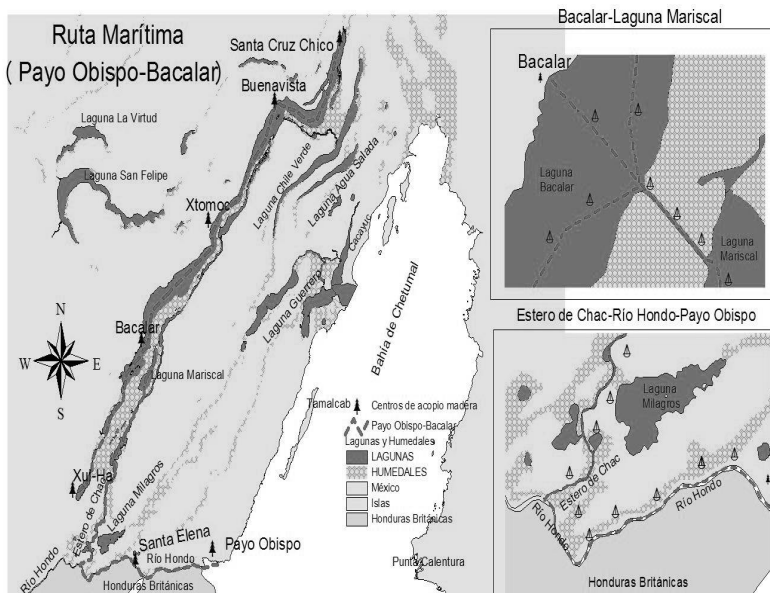 Ruta Marítima
( Payo Obispo-Bacalar)
Santa Cruz Chico
Buenavista
Laguna La Virtud
Laguna San Felipe
Laguna Chile Verde
Laguna Agua Salada
Xtomoc
Cacayuc
Laguna Guerrero
Bahía de Chetumal
N
W E
S
Bacalar
Laguna Mariscal
Tamalcab
Xul-Ha
Estero de Chac
Laguna Milagros
Santa Elena
Payo Obispo
Río Hondo
Río Hondo
Honduras Británicas
Punta Calentura
Centros de acopio madera
Payo Obispo-Bacalar
Lagunas y Humedales
LAGUNAS
HUMEDALES
México
Islas
Honduras Británicas
Bacalar-Laguna Mariscal
Bacalar
Laguna
Bacalar
Laguna
Mariscal
Estero de Chac-Río Hondo-Payo Obispo
Laguna
Milagros
Estero de Chac
Río Hondo
Río Hondo
Honduras Británicas